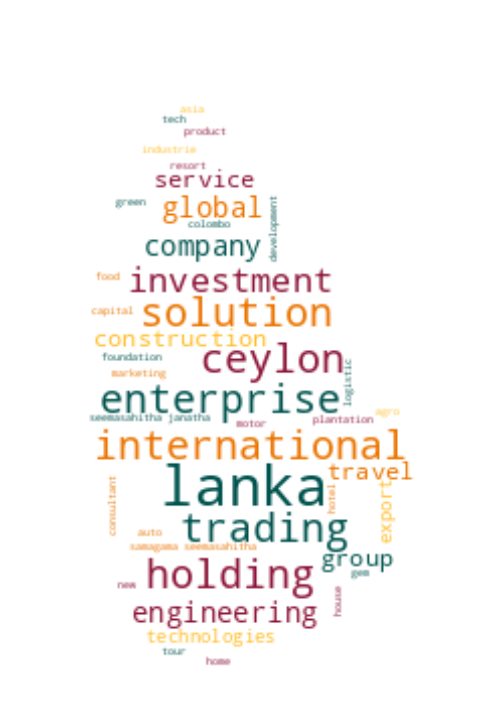 asia
tech
product
industrie
resort
service
green
global
colombo
development
company
food
investment
capital
solution
construction
ceylon
foundation
logistic
marketing
enterprise
agro
seemasahitha janatha
motor
plantation
international
lanka
travel
consultant
hotel
export
trading
auto
samagama seemasahitha
group
gem
holding
new
house
engineering
technologies
tour
home